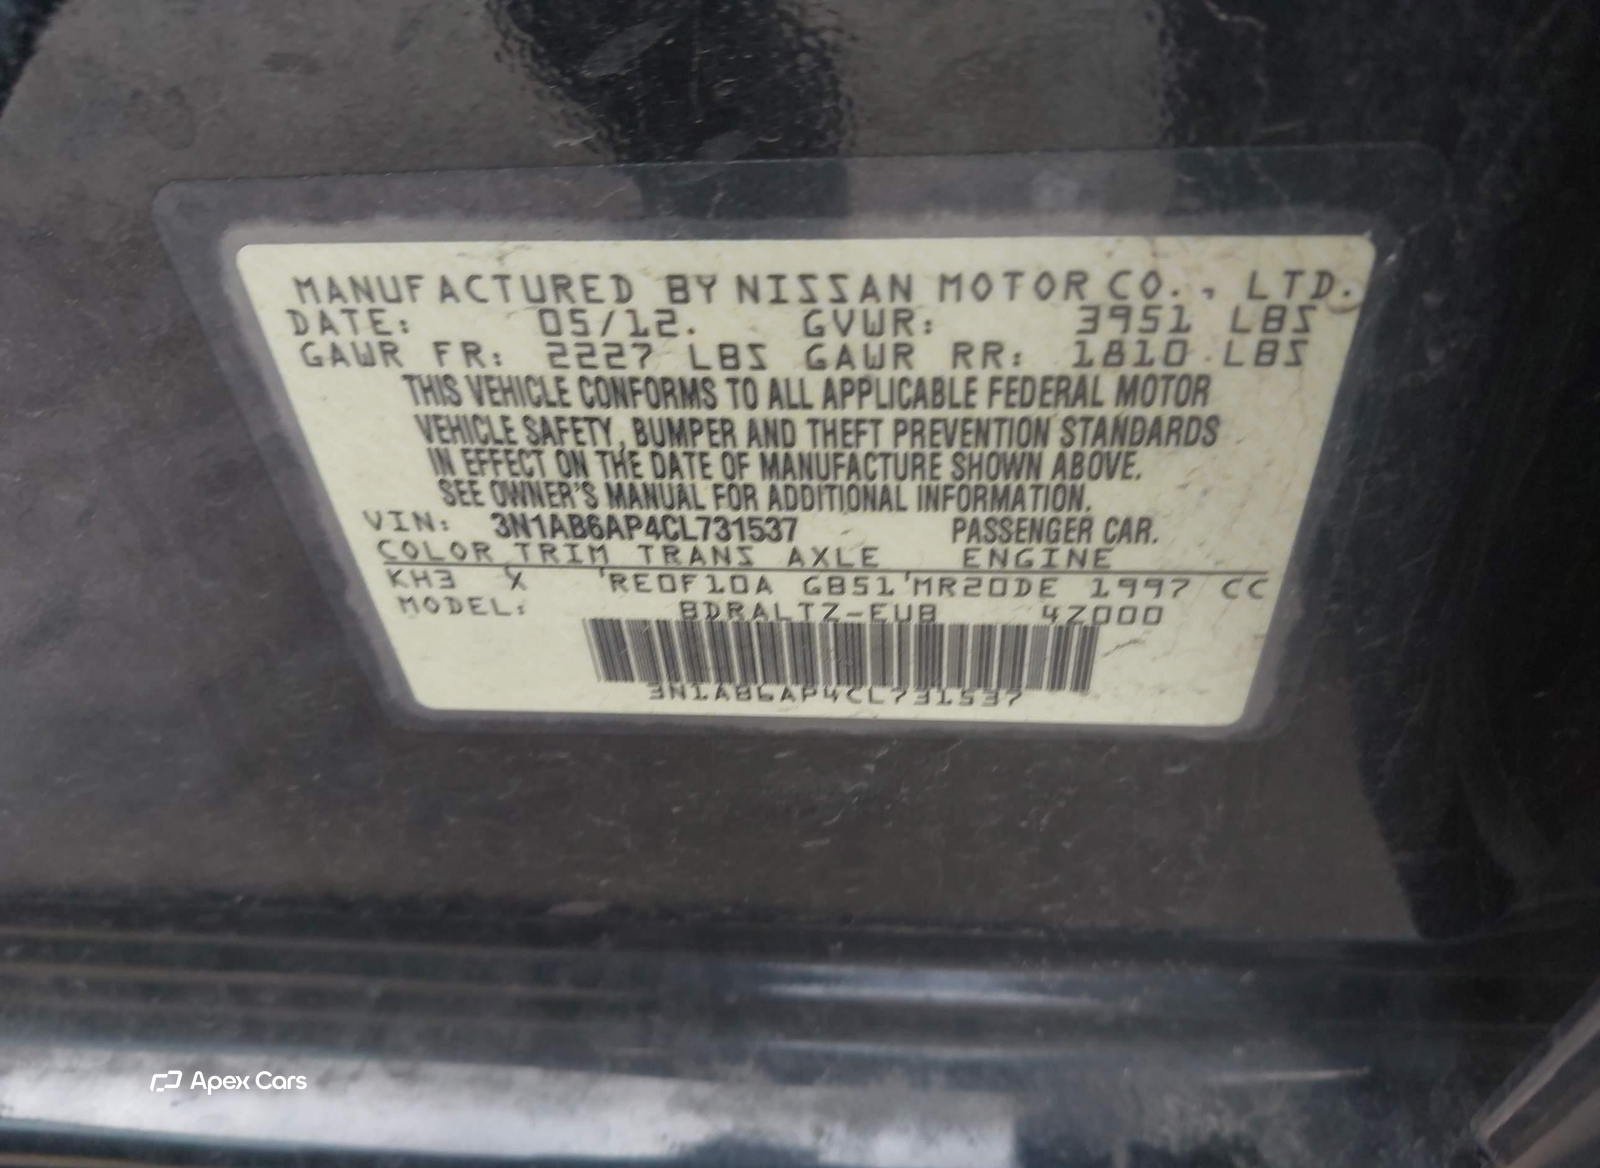 MANUFACTURED BY NISSAN MOTOR CO., LTD.
DATE: 05/12. GVWR: 3951 LBS
GAWR FR: 2227 LBS GAWR RR: 1810 LBS
THIS VEHICLE CONFORMS TO ALL APPLICABLE FEDERAL MOTOR
VEHICLE SAFETY, BUMPER AND THEFT PREVENTION STANDARDS
IN EFFECT ON THE DATE OF MANUFACTURE SHOWN ABOVE.
SEE OWNER'S MANUAL FOR ADDITIONAL INFORMATION.
VIN: 3N1AB6AP4CL731537 PASSENGER CAR.
COLOR TRIM TRANS AXLE ENGINE
KH3 X RE0F10A GB51 MR20DE 1997 CC
MODEL: BDRALTZ-EUB 4Z000
3N1AB6AP4CL731537
Apex Cars